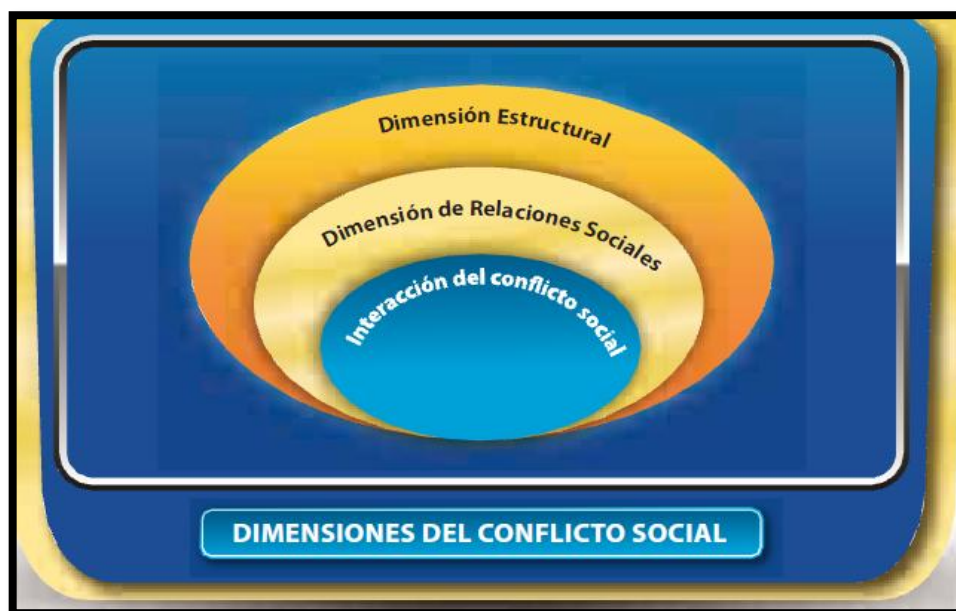 Dimensión Estructural
Dimensión de Relaciones Sociales
Interacción del conflicto social
DIMENSIONES DEL CONFLICTO SOCIAL